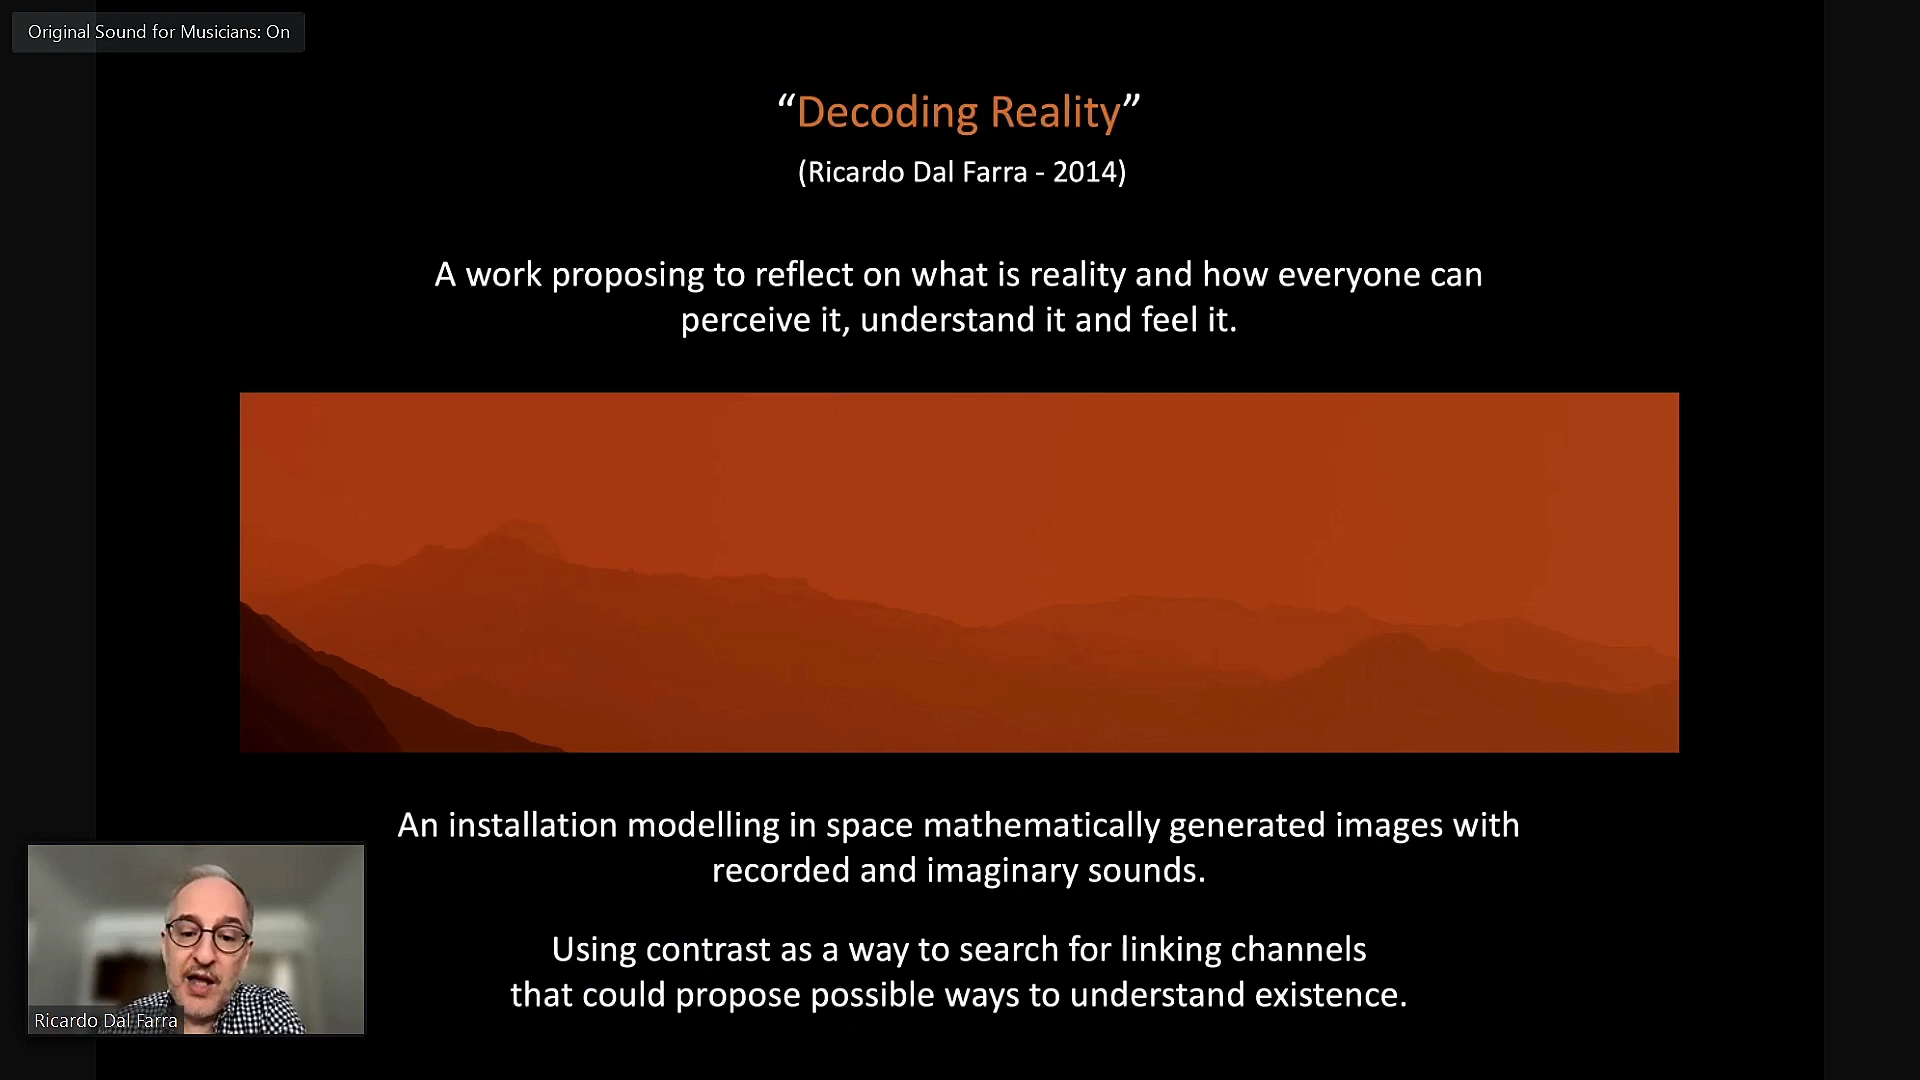 Original Sound for Musicians: On
“Decoding Reality”
(Ricardo Dal Farra - 2014)
A work proposing to reflect on what is reality and how everyone can
perceive it, understand it and feel it.
An installation modelling in space mathematically generated images with
recorded and imaginary sounds.
Using contrast as a way to search for linking channels
that could propose possible ways to understand existence.
Ricardo Dal Farra